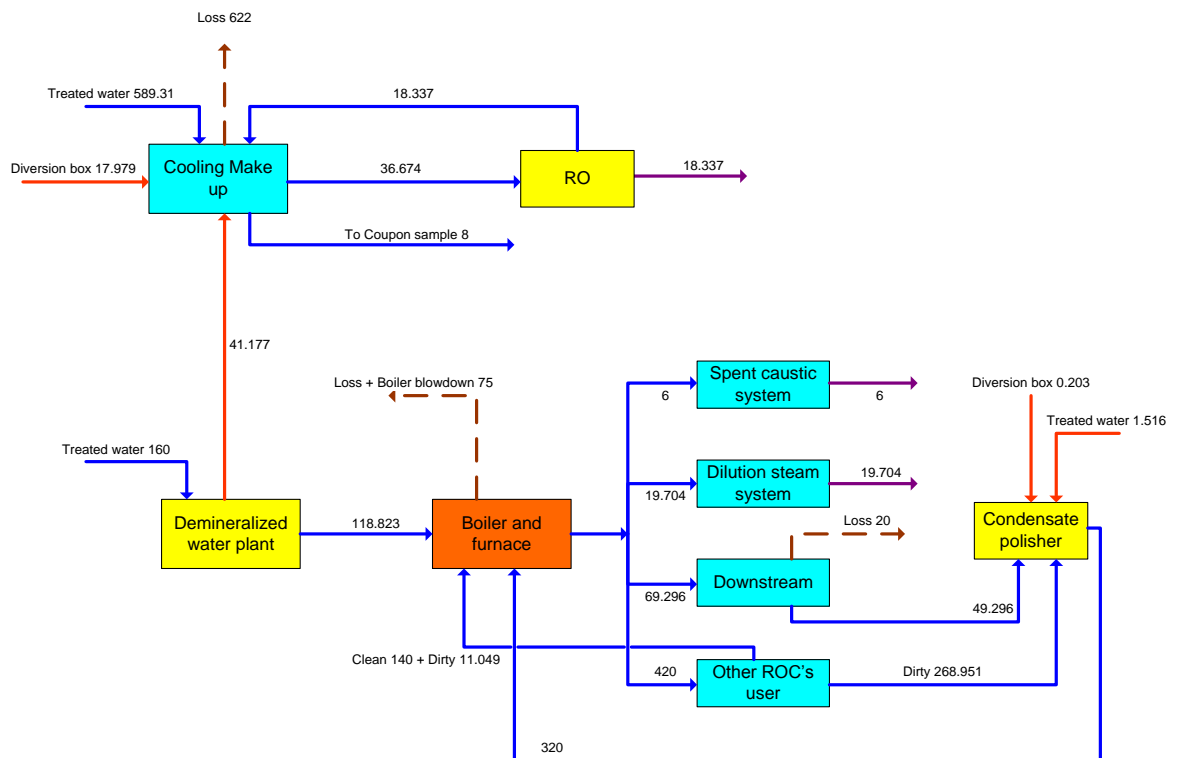 Loss 622
Treated water 589.31
18.337
Diversion box 17.979
Cooling Make
up
36.674
RO
18.337
To Coupon sample 8
41.177
Loss + Boiler blowdown 75
Spent caustic
system
6
6
Diversion box 0.203
Treated water 1.516
Treated water 160
Dilution steam
system
19.704
19.704
Demineralized
water plant
118.823
Boiler and
furnace
Loss 20
Condensate
polisher
Downstream
69.296
49.296
Clean 140 + Dirty 11.049
420
Other ROC's
user
Dirty 268.951
320